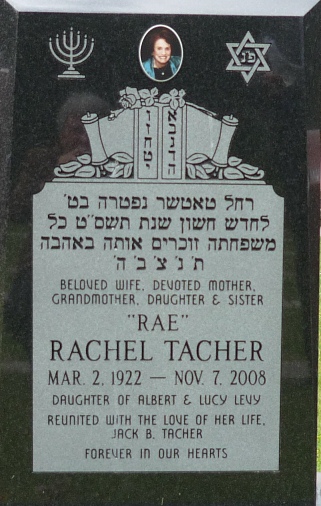 פ"נ
א ו
ב ז
ג ח
ד ט
ה י
רחל טאטשר נפטרה בט'
לחדש חשון שנת תשס"ט כל
משפחתה זוכרים אותה באהבה
ת' נ' צ' ב' ה'
BELOVED WIFE, DEVOTED MOTHER,
GRANDMOTHER, DAUGHTER & SISTER
"RAE"
RACHEL TACHER
MAR. 2, 1922 — NOV. 7, 2008
DAUGHTER OF ALBERT & LUCY LEVY
REUNITED WITH THE LOVE OF HER LIFE,
JACK B. TACHER
FOREVER IN OUR HEARTS